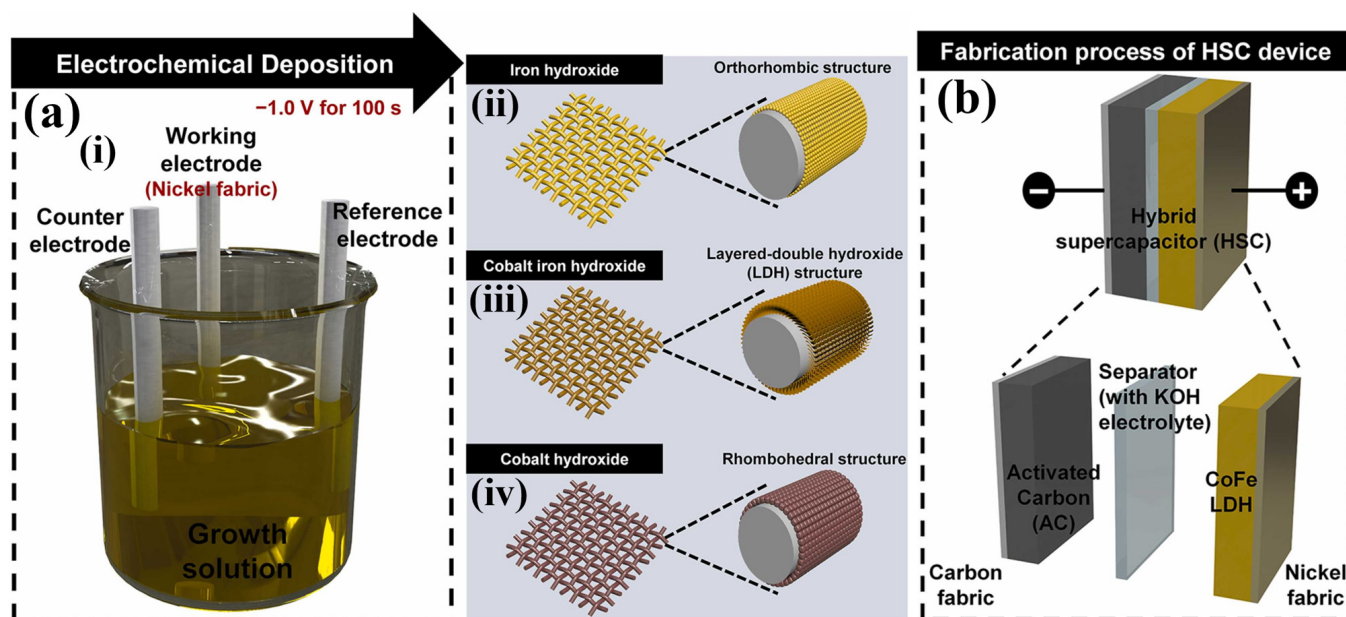 Electrochemical Deposition
(a)
−1.0 V for 100 s
(i)
Working
electrode
(Nickel fabric)
Counter
electrode
Reference
electrode
Growth
solution
Iron hydroxide
Orthorhombic structure
(ii)
Cobalt iron hydroxide
Layered-double hydroxide
(LDH) structure
(iii)
Cobalt hydroxide
Rhombohedral structure
(iv)
Fabrication process of HSC device
(b)
−
+
Hybrid
supercapacitor (HSC)
Separator
(with KOH
electrolyte)
Activated
Carbon
(AC)
CoFe
LDH
Carbon
fabric
Nickel
fabric